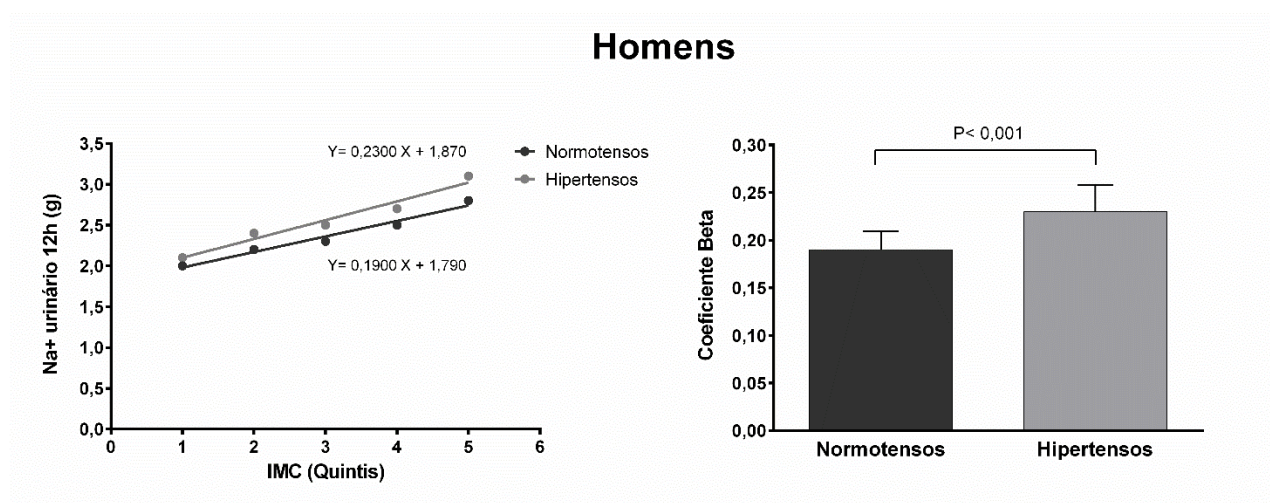 Homens
Na+ urinário 12h (g)
3,5
3,0
2,5
2,0
1,5
1,0
0,5
0,0
0
1
2
3
4
5
6
IMC (Quintis)
Y= 0,2300 X + 1,870
Y= 0,1900 X + 1,790
Normotensos
Hipertensos
Coeficiente Beta
0,30
0,25
0,20
0,15
0,10
0,05
0,00
P< 0,001
Normotensos
Hipertensos